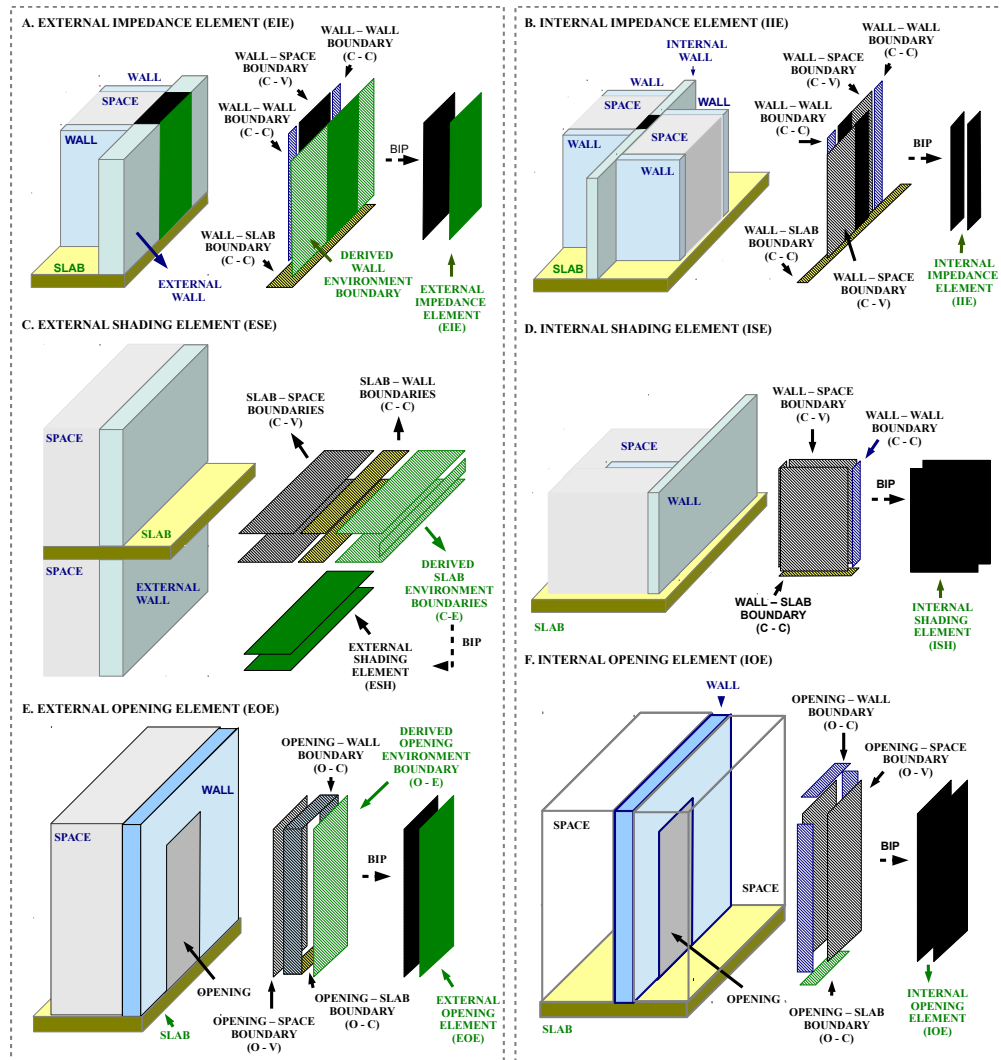 A. EXTERNAL IMPEDANCE ELEMENT (EIE)
WALL – WALL
BOUNDARY
(C - C)
WALL – SPACE
BOUNDARY
(C - V)
WALL – WALL
BOUNDARY
(C - C)
WALL
SPACE
WALL
BIP
WALL – SLAB
BOUNDARY
(C - C)
SLAB
EXTERNAL
WALL
DERIVED
WALL
ENVIRONMENT
BOUNDARY
EXTERNAL
IMPEDANCE
ELEMENT
(EIE)
B. INTERNAL IMPEDANCE ELEMENT (IIE)
INTERNAL
WALL
WALL – WALL
BOUNDARY
(C - C)
WALL – SPACE
BOUNDARY
(C - V)
WALL – WALL
BOUNDARY
(C - C)
WALL
SPACE
WALL
SPACE
WALL
WALL
BIP
SLAB
WALL – SLAB
BOUNDARY
(C - C)
WALL – SPACE
BOUNDARY
(C - V)
INTERNAL
IMPEDANCE
ELEMENT
(IIE)
C. EXTERNAL SHADING ELEMENT (ESE)
SLAB – WALL
BOUNDARIES
(C - C)
SLAB – SPACE
BOUNDARIES
(C - V)
SPACE
SLAB
SPACE
EXTERNAL
WALL
DERIVED
SLAB
ENVIRONMENT
BOUNDARIES
(C-E)
BIP
EXTERNAL
SHADING
ELEMENT
(ESH)
D. INTERNAL SHADING ELEMENT (ISE)
WALL – SPACE
BOUNDARY
(C - V)
WALL – WALL
BOUNDARY
(C - C)
SPACE
SPACE
WALL
BIP
SLAB
WALL – SLAB
BOUNDARY
(C - C)
INTERNAL
SHADING
ELEMENT
(ISH)
E. EXTERNAL OPENING ELEMENT (EOE)
OPENING – WALL
BOUNDARY
(O - C)
DERIVED
OPENING
ENVIRONMENT
BOUNDARY
(O - E)
WALL
SPACE
BIP
OPENING
SLAB
OPENING – SPACE
BOUNDARY
(O - V)
OPENING – SLAB
BOUNDARY
(O - C)
EXTERNAL
OPENING
ELEMENT
(EOE)
F. INTERNAL OPENING ELEMENT (IOE)
WALL
OPENING – WALL
BOUNDARY
(O - C)
OPENING – SPACE
BOUNDARY
(O - V)
SPACE
SPACE
BIP
OPENING
SLAB
OPENING – SLAB
BOUNDARY
(O - C)
INTERNAL
OPENING
ELEMENT
(IOE)